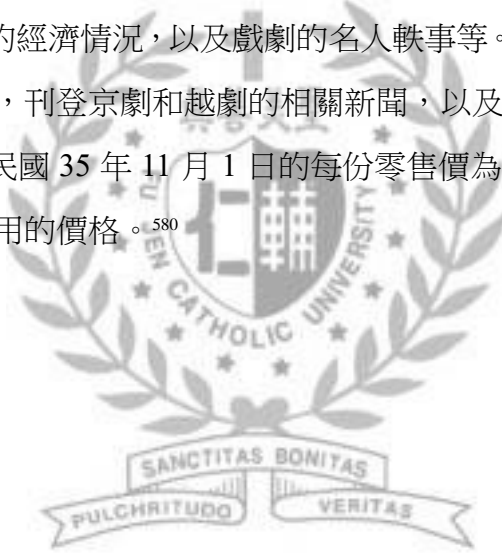 的經濟情況，以及戲劇的名人軼事等。
，刊登京劇和越劇的相關新聞，以及
民國 35 年 11 月 1 日的每份零售價為
用的價格。580
FU JEN CATHOLIC UNIVERSITY
SANCTITAS BONITAS
PULCHRITUDO VERITAS